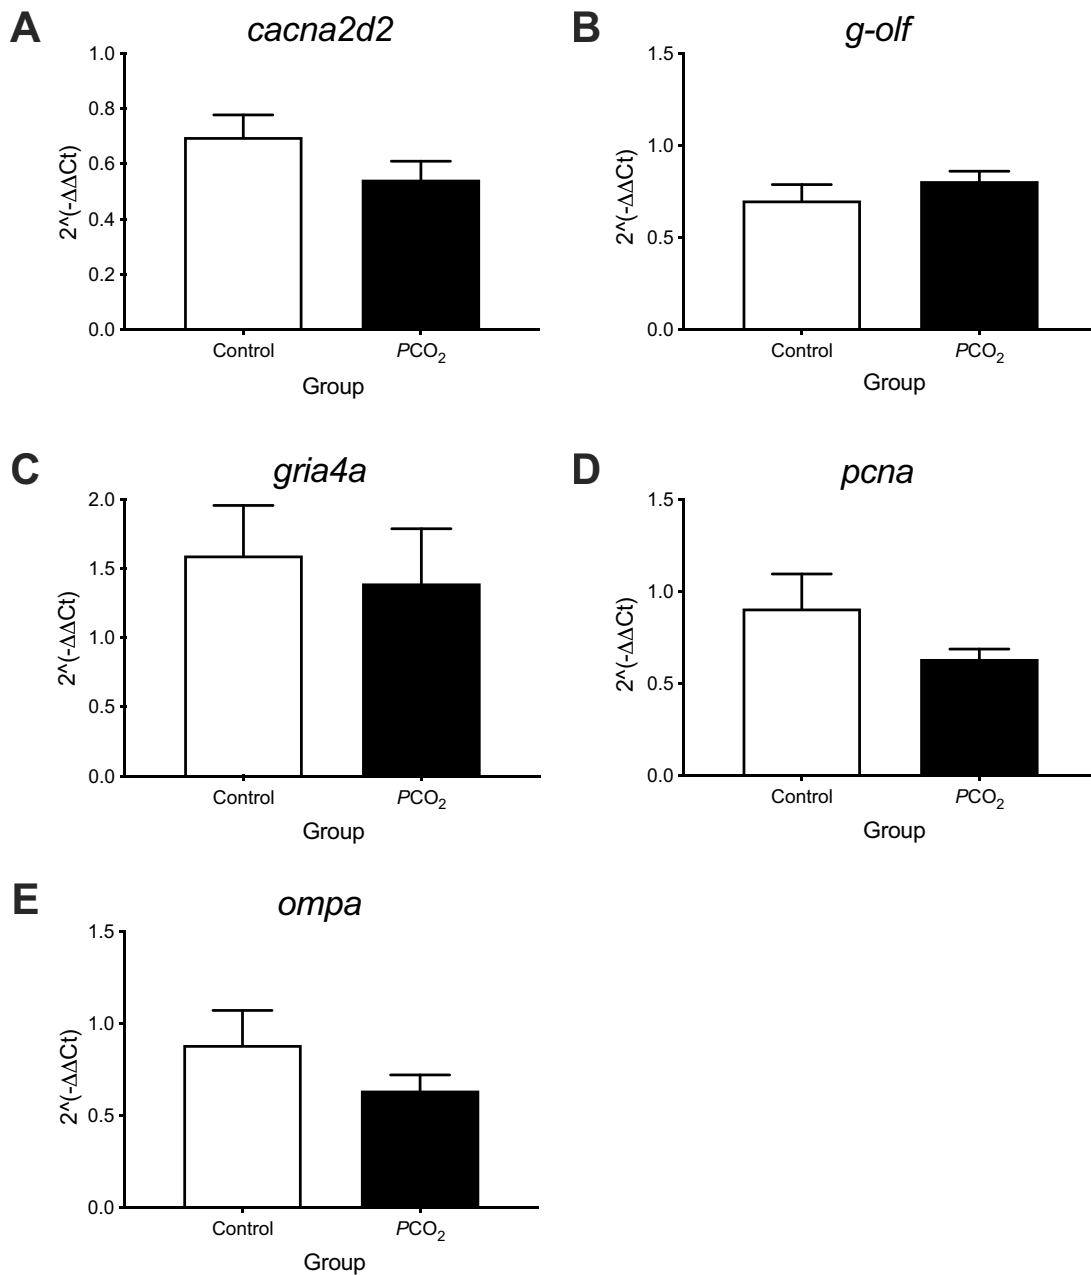 A
cacna2d2
1.0
0.8
0.6
0.4
0.2
0.0
2^(-ΔΔCt)
Control
PCO2
Group
B
g-olf
1.5
1.0
0.5
0.0
2^(-ΔΔCt)
Control
PCO2
Group
C
gria4a
2.0
1.5
1.0
0.5
0.0
2^(-ΔΔCt)
Control
PCO2
Group
D
pcna
1.5
1.0
0.5
0.0
2^(-ΔΔCt)
Control
PCO2
Group
E
ompa
1.5
1.0
0.5
0.0
2^(-ΔΔCt)
Control
PCO2
Group